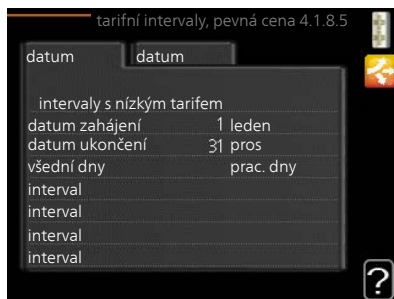 tarifní intervaly, pevná cena 4.1.8.5
datum datum
intervaly s nízkým tarifem
datum zahájení 1 leden
datum ukončení 31 pros
všední dny prac. dny
interval
interval
interval
interval
?